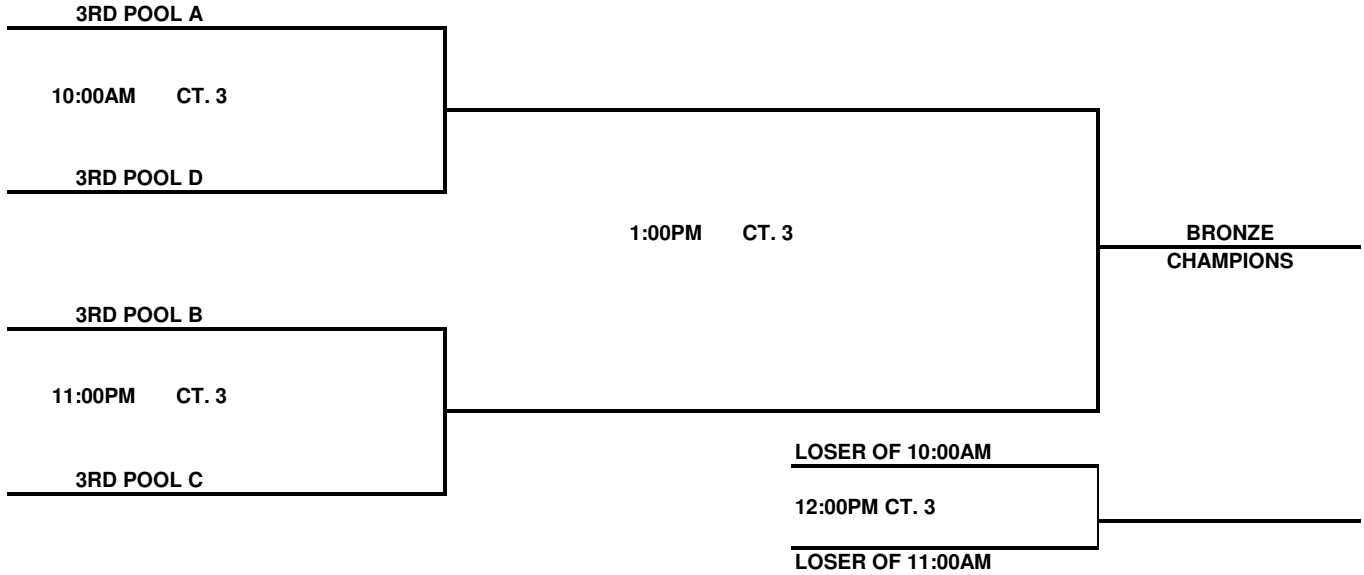 3RD POOL A
10:00AM CT. 3
3RD POOL D
1:00PM CT. 3
BRONZE
CHAMPIONS
3RD POOL B
11:00PM CT. 3
3RD POOL C
LOSER OF 10:00AM
12:00PM CT. 3
LOSER OF 11:00AM